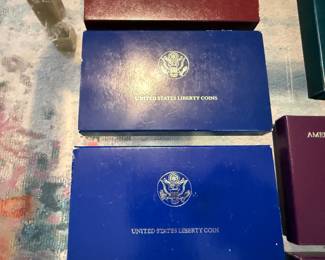 UNITED STATES LIBERTY COINS
AME
UNITED STATES LIBERTY COIN